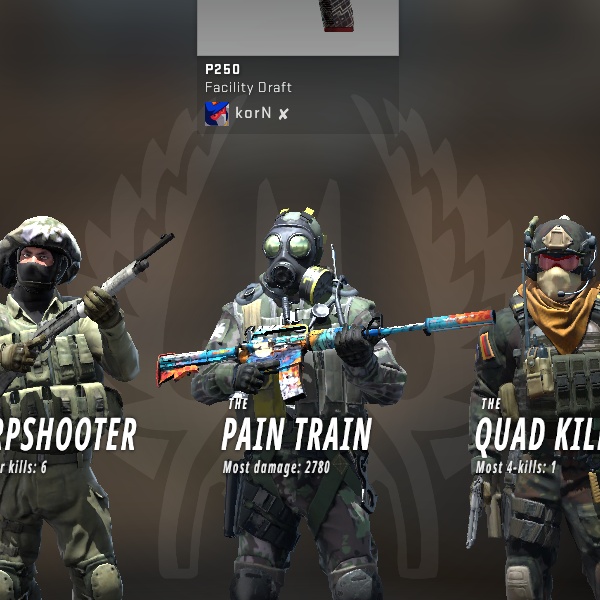 P250
Facility Draft
korN ✘
RPSHOOTER
r kills: 6
THE
PAIN TRAIN
Most damage: 2780
THE
QUAD KIL
Most 4-kills: 1